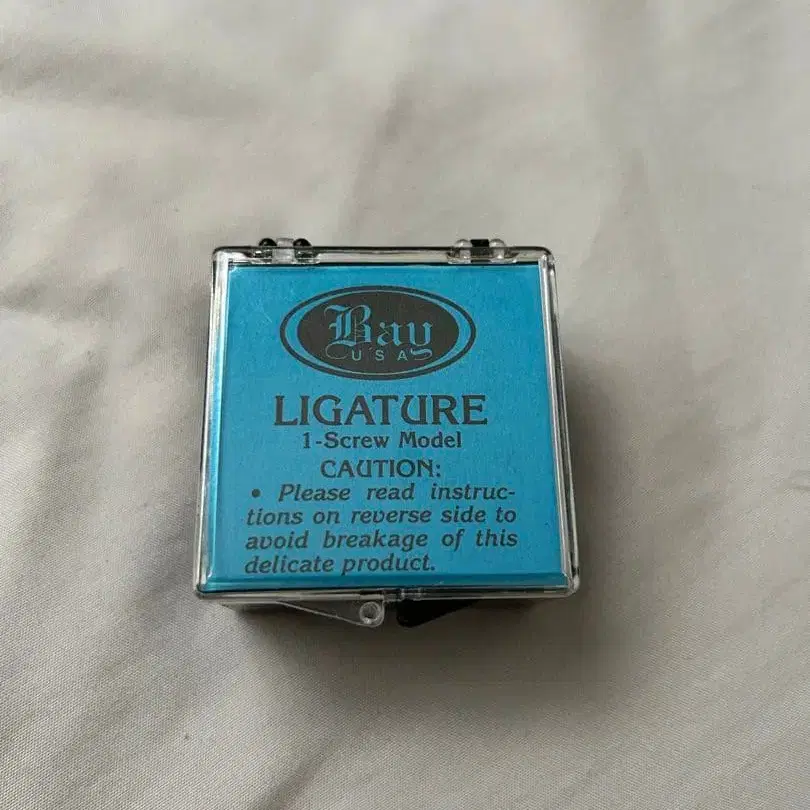 Bay
USA
LIGATURE
1-Screw Model
CAUTION:
• Please read instruc-
tions on reverse side to
avoid breakage of this
delicate product.